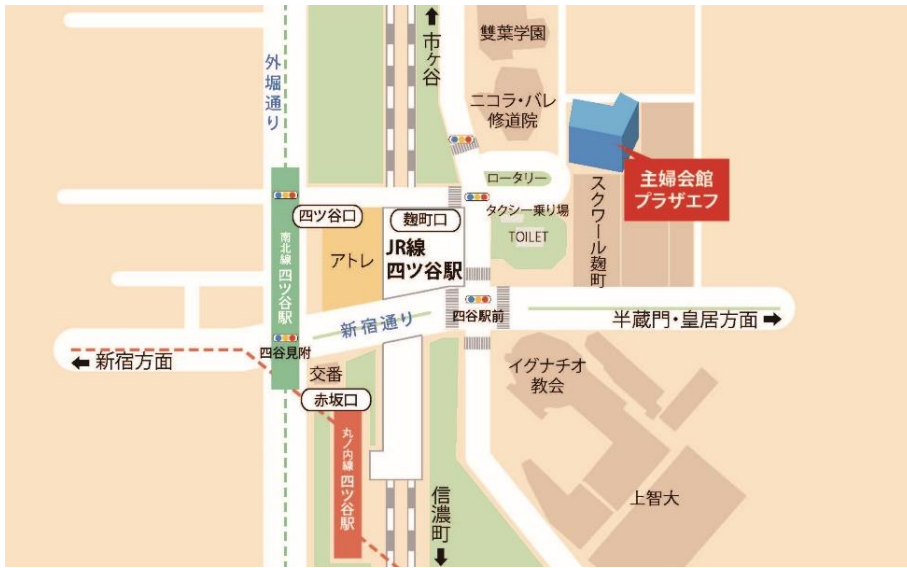 外堀通り
市ケ谷
雙葉学園
ニコラ・バレ
修道院
主婦会館
プラザエフ
ロータリー
タクシー乗り場
TOILET
スクワール麹町
四ツ谷口
麹町口
JR線
四ツ谷駅
アトレ
南北線 四ツ谷駅
新宿通り
四谷駅前
半蔵門・皇居方面
四谷見附
新宿方面
交番
赤坂口
イグナチオ
教会
丸ノ内線 四ツ谷駅
信濃町
上智大